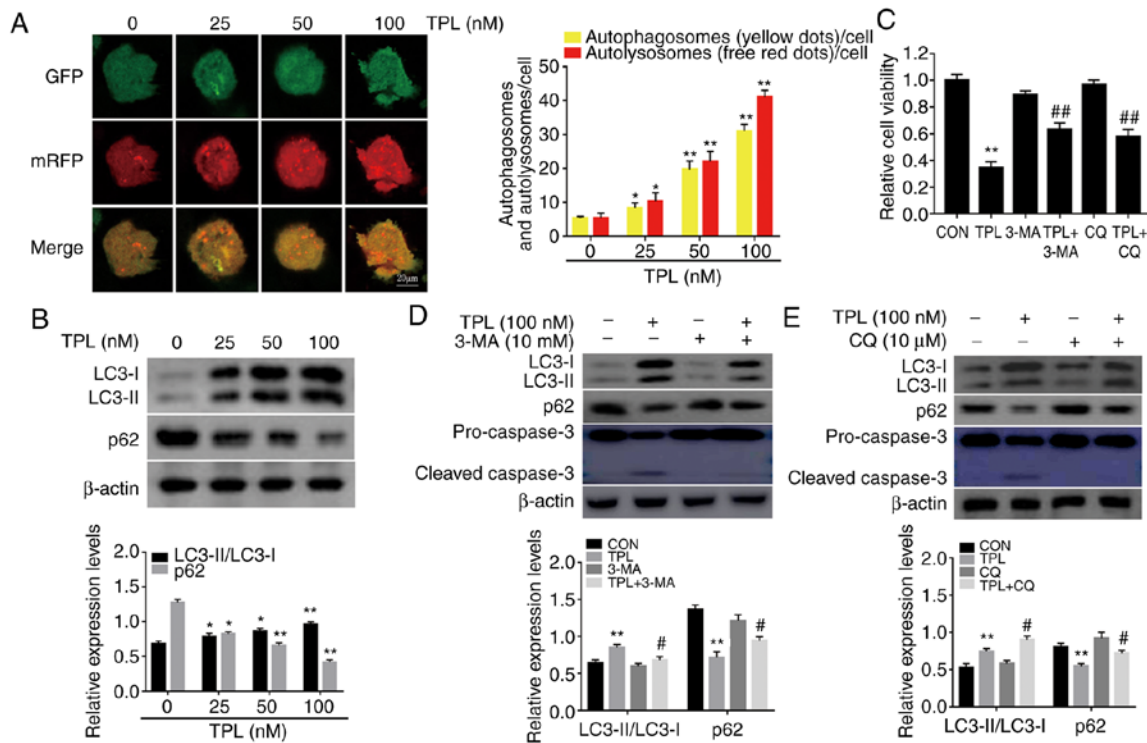 A
0 25 50 100 TPL (nM)
GFP
mRFP
Merge
20μm
Autophagosomes (yellow dots)/cell
Autolysosomes (free red dots)/cell
Autophagosomes
and autolysosomes/cell
50
40
30
20
10
0
* * ** ** ** **
0 25 50 100
TPL (nM)
C
Relative cell viability
1.2
1.0
0.8
0.6
0.4
0.2
0.0
** ## ##
CON TPL 3-MA TPL+ CQ TPL+
3-MA CQ
B
TPL (nM) 0 25 50 100
LC3-I
LC3-II
p62
β-actin
Relative expression levels
2.0
1.5
1.0
0.5
0.0
LC3-II/LC3-I
p62
* * * ** ** **
0 25 50 100
TPL (nM)
D
TPL (100 nM) – + – +
3-MA (10 mM) – – + +
LC3-I
LC3-II
p62
Pro-caspase-3
Cleaved caspase-3
β-actin
Relative expression levels
2.0
1.5
1.0
0.5
0.0
CON
TPL
3-MA
TPL+3-MA
** # ** #
LC3-II/LC3-I p62
E
TPL (100 nM) – + – +
CQ (10 μM) – – + +
LC3-I
LC3-II
p62
Pro-caspase-3
Cleaved caspase-3
β-actin
Relative expression levels
2.0
1.5
1.0
0.5
0.0
CON
TPL
CQ
TPL+CQ
** # ** #
LC3-II/LC3-I p62